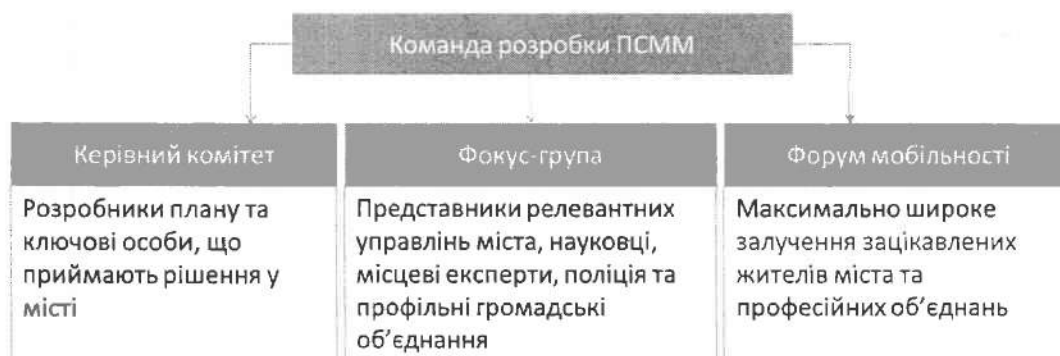 Команда розробки ПСММ
Керівний комітет
Розробники плану та
ключові особи, що
приймають рішення у
місті
Фокус-група
Представники релевантних
управлінь міста, науковці,
місцеві експерти, поліція та
профільні громадські
об'єднання
Форум мобільності
Максимально широке
залучення зацікавлених
жителів міста та
професійних об'єднань